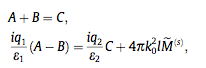 A + B = C,
iq₁/ε₁ (A − B) = iq₂/ε₂ C + 4πk₀²lM̃⁽ˢ⁾,